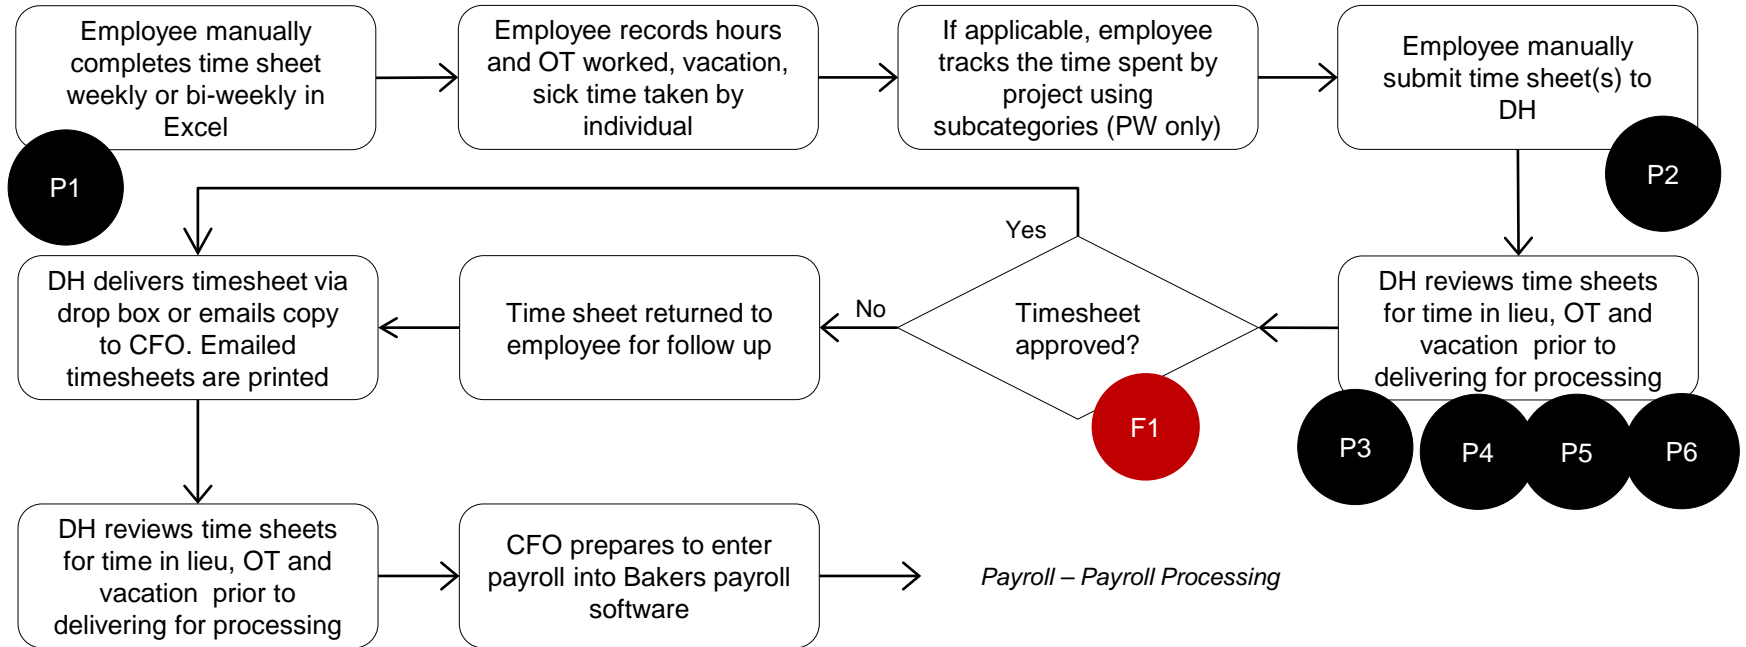 Employee manually
completes time sheet
weekly or bi-weekly in
Excel
Employee records hours
and OT worked, vacation,
sick time taken by
individual
If applicable, employee
tracks the time spent by
project using
subcategories (PW only)
Employee manually
submit time sheet(s) to
DH
P1
P2
Yes
DH delivers timesheet via
drop box or emails copy
to CFO. Emailed
timesheets are printed
Time sheet returned to
employee for follow up
No
Timesheet
approved?
DH reviews time sheets
for time in lieu, OT and
vacation prior to
delivering for processing
F1
P3
P4
P5
P6
DH reviews time sheets
for time in lieu, OT and
vacation prior to
delivering for processing
CFO prepares to enter
payroll into Bakers payroll
software
Payroll – Payroll Processing